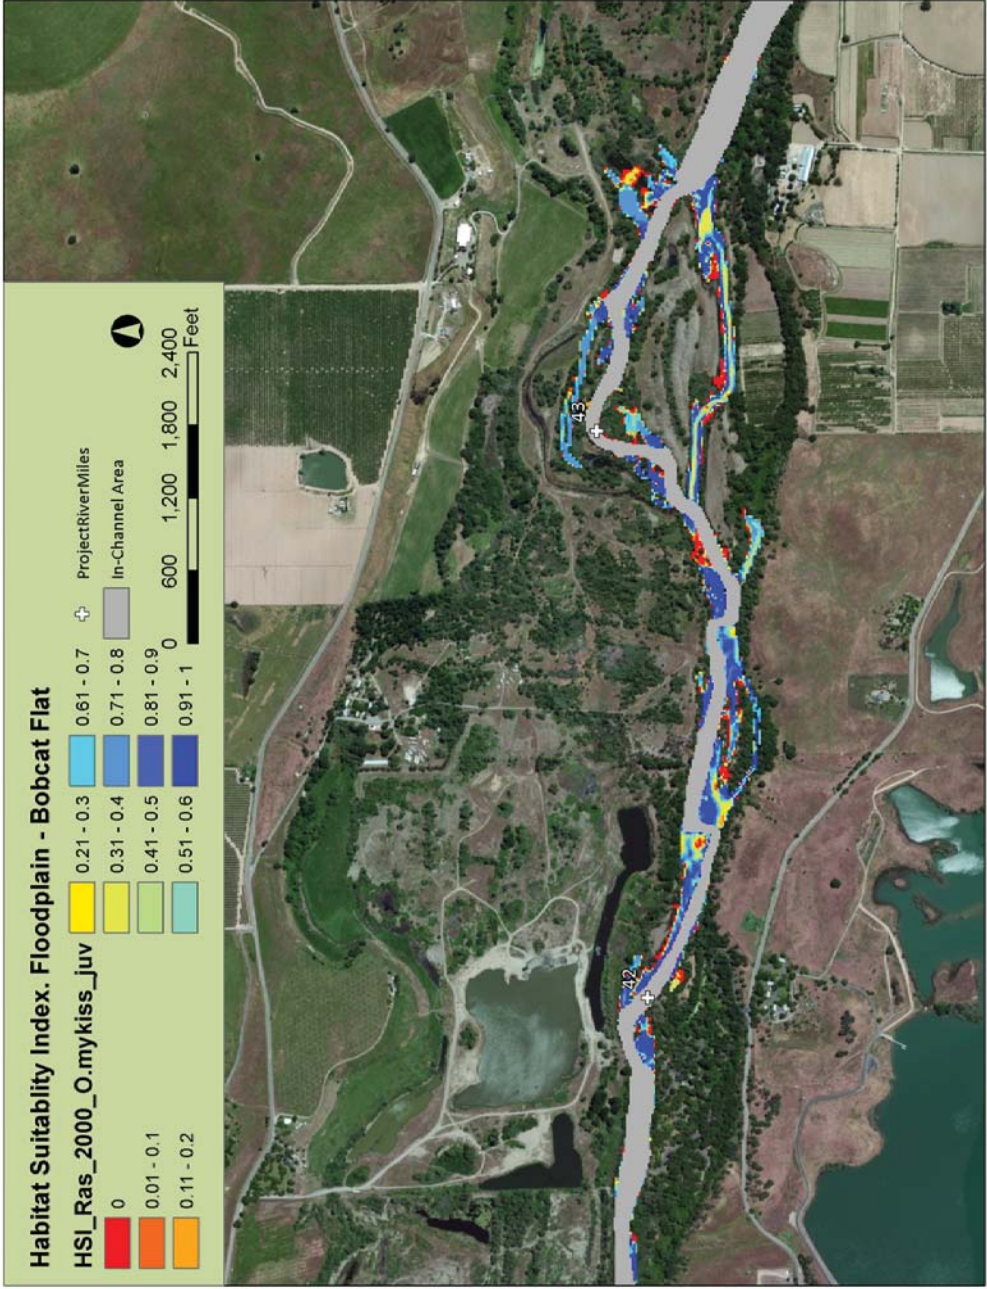 Habitat Suitablity Index. Floodplain - Bobcat Flat
HSI_Ras_2000_O.mykiss_juv
0
0.01 - 0.1
0.11 - 0.2
0.21 - 0.3
0.31 - 0.4
0.41 - 0.5
0.51 - 0.6
0.61 - 0.7
0.71 - 0.8
0.81 - 0.9
0.91 - 1
ProjectRiverMiles
In-Channel Area
0 600 1,200 1,800 2,400
Feet
42
43